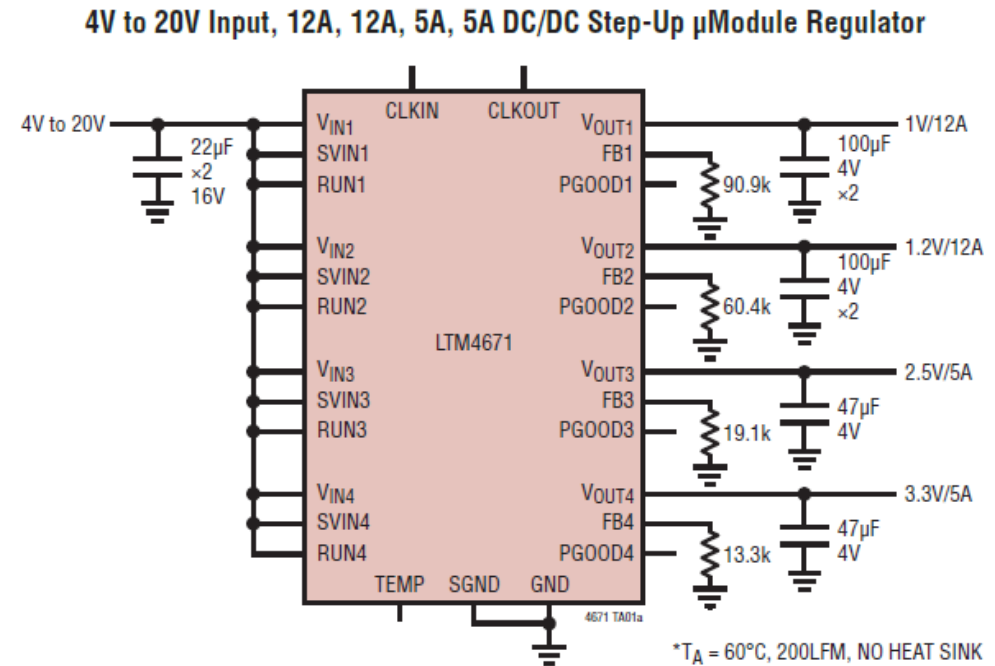 4V to 20V Input, 12A, 12A, 5A, 5A DC/DC Step-Up µModule Regulator
CLKIN
CLKOUT
4V to 20V
22µF
×2
16V
VIN1
SVIN1
RUN1
VIN2
SVIN2
RUN2
VIN3
SVIN3
RUN3
VIN4
SVIN4
RUN4
LTM4671
VOUT1
FB1
PGOOD1
VOUT2
FB2
PGOOD2
VOUT3
FB3
PGOOD3
VOUT4
FB4
PGOOD4
TEMP
SGND
GND
90.9k
60.4k
19.1k
13.3k
1V/12A
100µF
4V
×2
1.2V/12A
100µF
4V
×2
2.5V/5A
47µF
4V
3.3V/5A
47µF
4V
4671 TA01a
*TA = 60°C, 200LFM, NO HEAT SINK